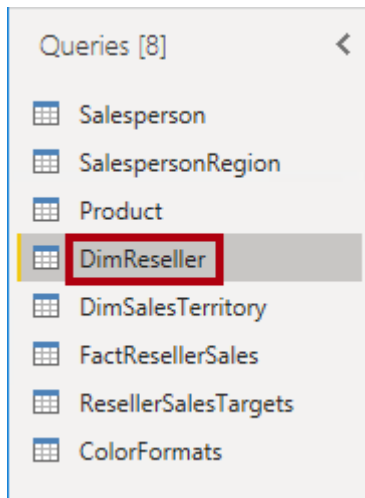 Queries [8]
Salesperson
SalespersonRegion
Product
DimReseller
DimSalesTerritory
FactResellerSales
ResellerSalesTargets
ColorFormats